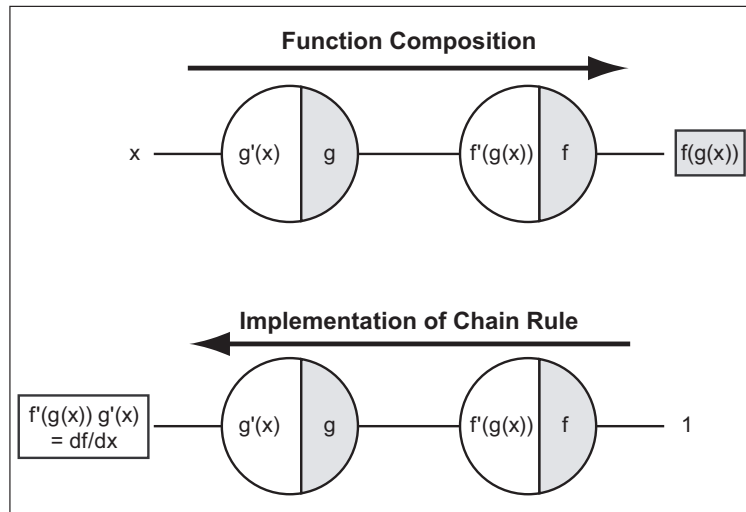 Function Composition
x g'(x) g f'(g(x)) f f(g(x))
Implementation of Chain Rule
f'(g(x)) g'(x)
= df/dx
g'(x) g f'(g(x)) f 1